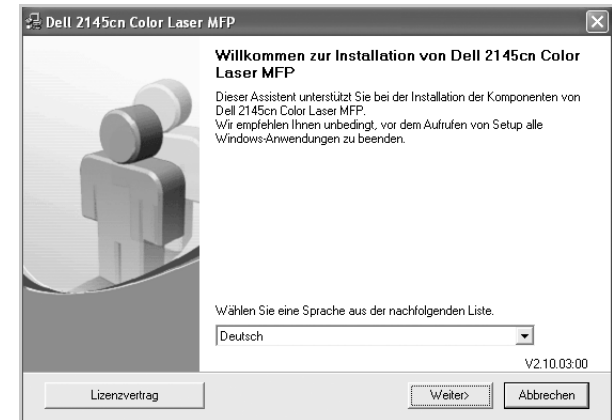 Dell 2145cn Color Laser MFP
Willkommen zur Installation von Dell 2145cn Color
Laser MFP
Dieser Assistent unterstützt Sie bei der Installation der Komponenten von
Dell 2145cn Color Laser MFP.
Wir empfehlen Ihnen unbedingt, vor dem Aufrufen von Setup alle
Windows-Anwendungen zu beenden.
Wählen Sie eine Sprache aus der nachfolgenden Liste.
Deutsch
V2.10.03:00
Lizenzvertrag
Weiter>
Abbrechen